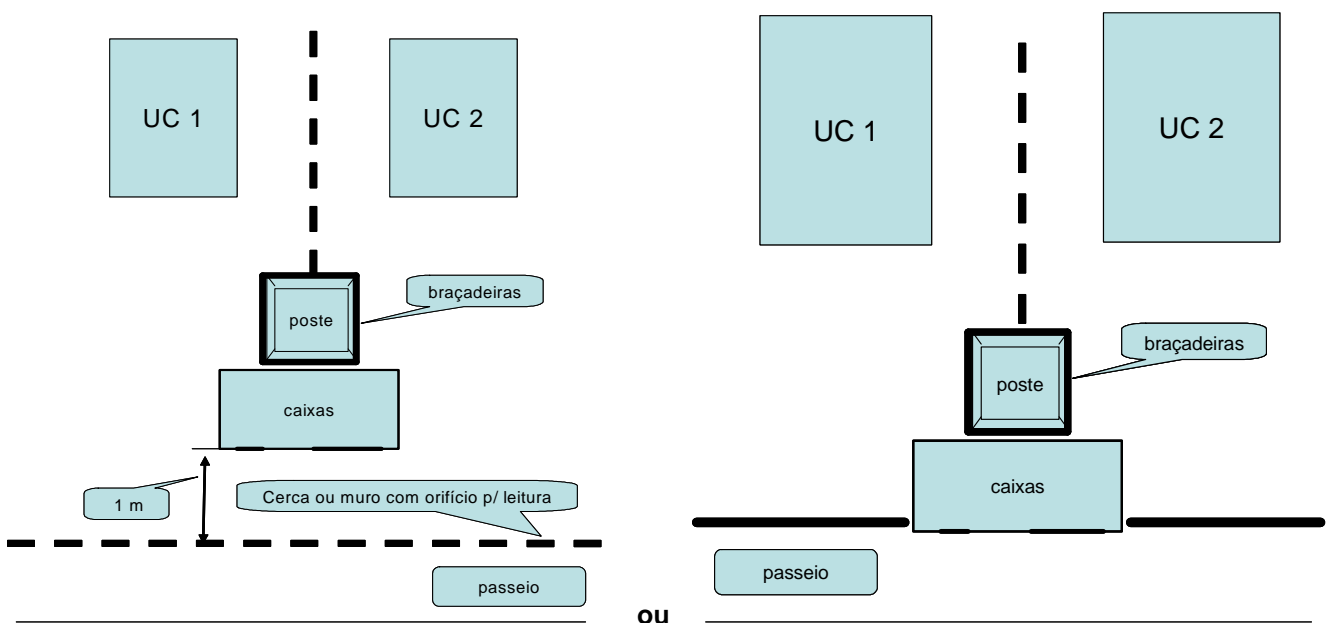 UC 1
UC 2
braçadeiras
poste
caixas
1 m
Cerca ou muro com orifício p/ leitura
passeio
ou
UC 1
UC 2
braçadeiras
poste
caixas
passeio